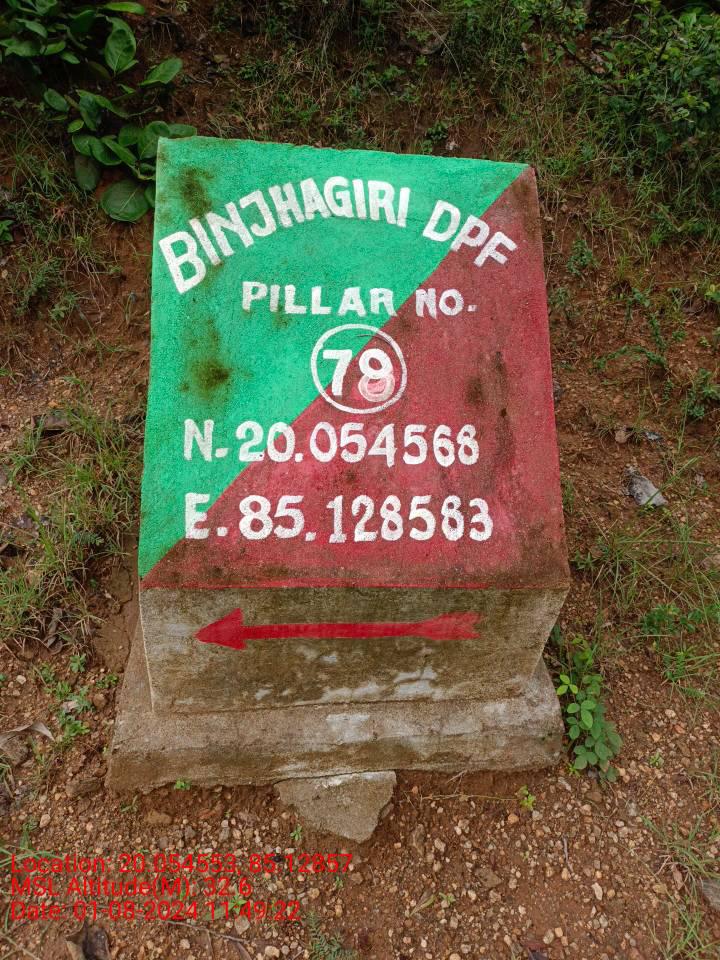 BINJHAGIRI DPF
PILLAR NO.
78
N-20.054568
E.85.128583
Location: 20.054553, 85.12857
MSL Altitude(M): 32.6
Date: 01-08-2024 11:49:22